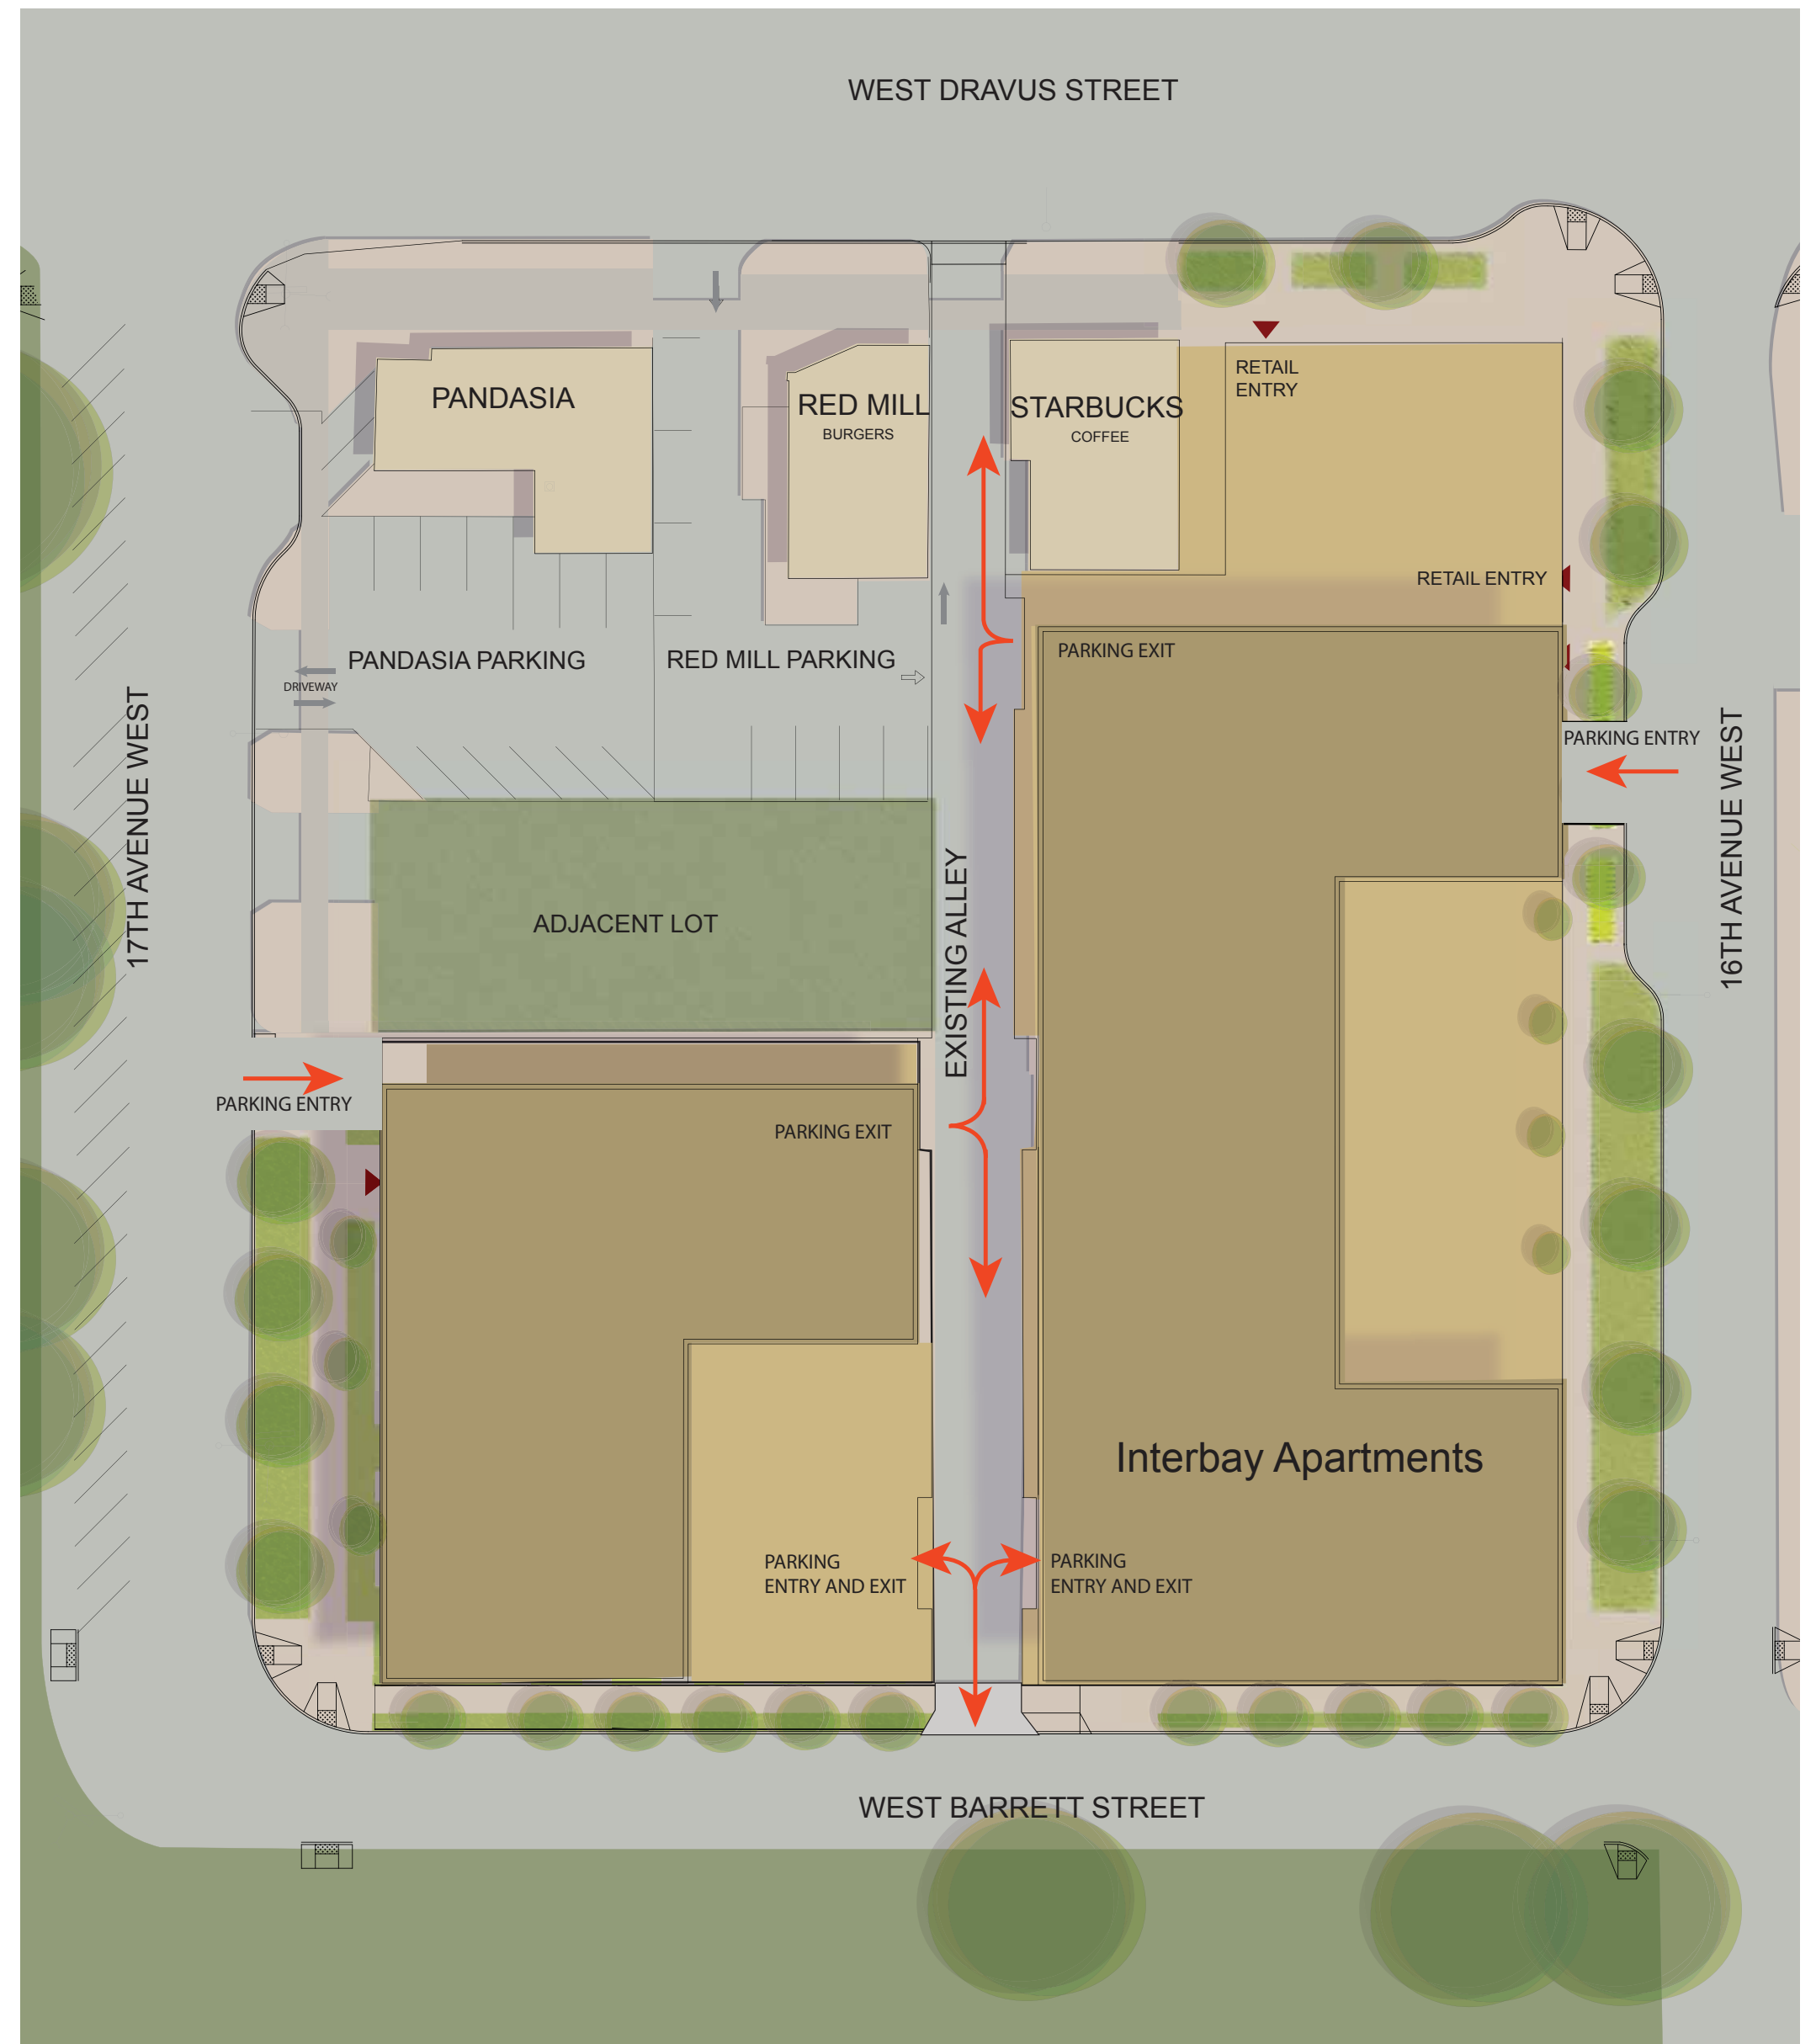 WEST DRAVUS STREET
PANDASIA
RED MILL
BURGERS
STARBUCKS
COFFEE
RETAIL
ENTRY
RETAIL ENTRY
PARKING EXIT
PANDASIA PARKING
RED MILL PARKING
DRIVEWAY
17TH AVENUE WEST
16TH AVENUE WEST
PARKING ENTRY
ADJACENT LOT
EXISTING ALLEY
PARKING ENTRY
PARKING EXIT
Interbay Apartments
PARKING
ENTRY AND EXIT
PARKING
ENTRY AND EXIT
WEST BARRETT STREET